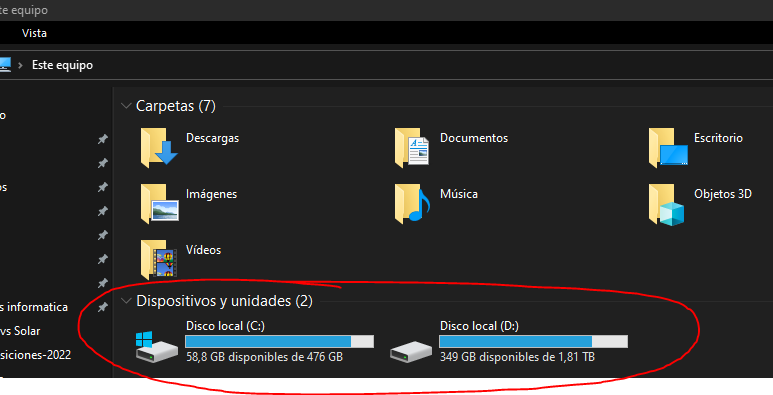 ste equipo
Vista
Este equipo
o
Carpetas (7)
Descargas
Documentos
Escritorio
os
Imágenes
Música
Objetos 3D
Vídeos
Dispositivos y unidades (2)
s informatica
Disco local (C:)
Disco local (D:)
vs Solar
58,8 GB disponibles de 476 GB
349 GB disponibles de 1,81 TB
siciones-2022